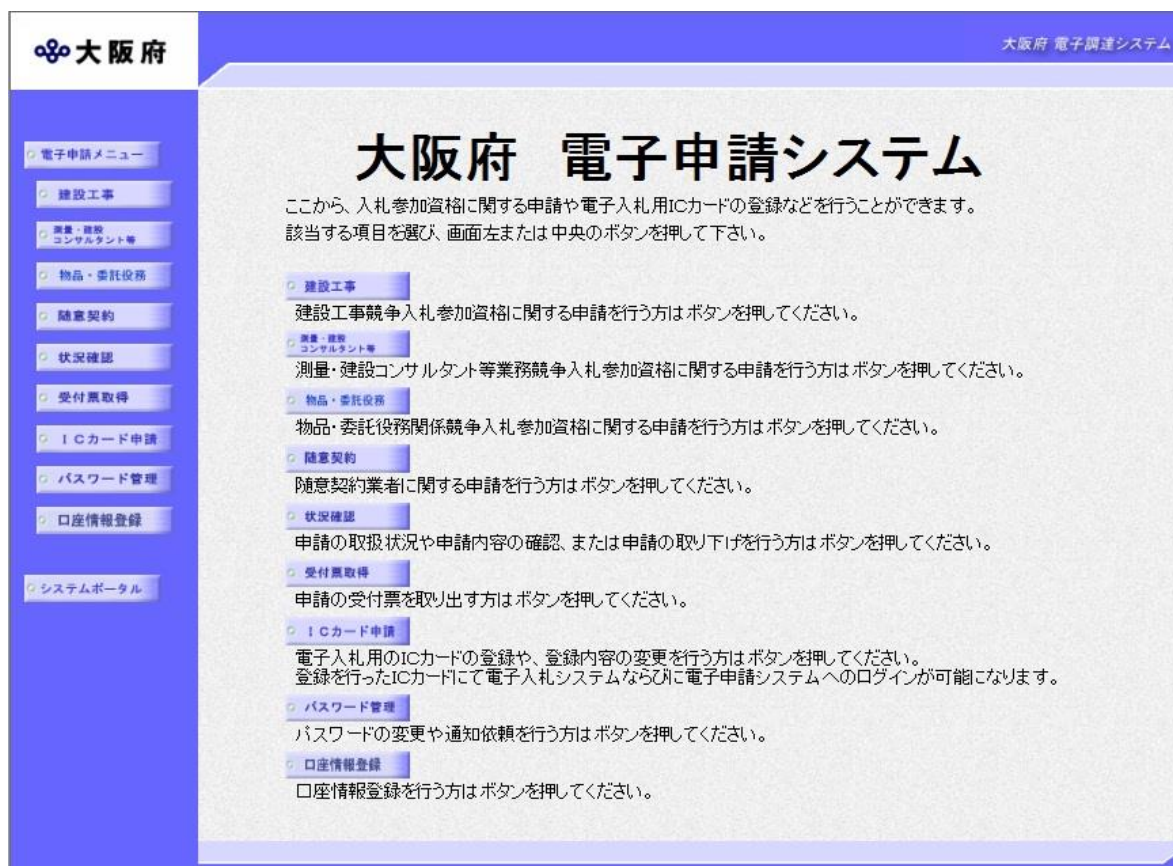 大阪府
大阪府 電子調達システム
電子申請メニュー
建設工事
測量・建設
コンサルタント等
物品・委託役務
随意契約
状況確認
受付票取得
ICカード申請
パスワード管理
口座情報登録
システムポータル
大阪府 電子申請システム
ここから、入札参加資格に関する申請や電子入札用ICカードの登録などを行うことができます。
該当する項目を選び、画面左または中央のボタンを押して下さい。
建設工事
建設工事競争入札参加資格に関する申請を行う方はボタンを押してください。
測量・建設
コンサルタント等
測量・建設コンサルタント等業務競争入札参加資格に関する申請を行う方はボタンを押してください。
物品・委託役務
物品・委託役務関係競争入札参加資格に関する申請を行う方はボタンを押してください。
随意契約
随意契約業者に関する申請を行う方はボタンを押してください。
状況確認
申請の取扱状況や申請内容の確認、または申請の取り下げを行う方はボタンを押してください。
受付票取得
申請の受付票を取り出す方はボタンを押してください。
ICカード申請
電子入札用のICカードの登録や、登録内容の変更を行う方はボタンを押してください。
登録を行ったICカードにて電子入札システムならびに電子申請システムへのログインが可能になります。
パスワード管理
パスワードの変更や通知依頼を行う方はボタンを押してください。
口座情報登録
口座情報登録を行う方はボタンを押してください。